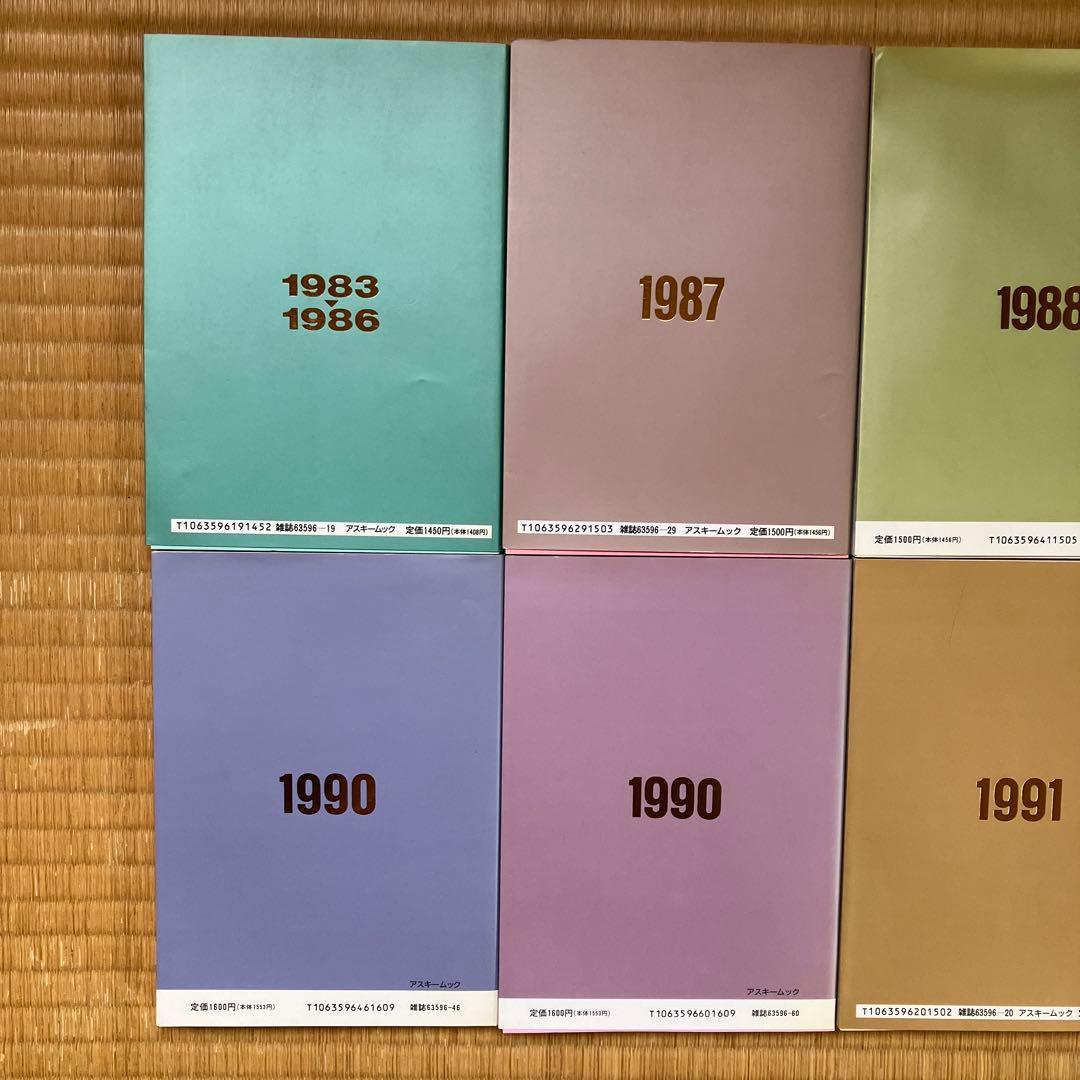 1983
1986
T1063596191452 雑誌63596-19 アスキームック 定価1450円(本体1408円)
1987
T1063596291503 雑誌63596-29 アスキームック 定価1500円(本体1456円)
1988
定価1500円(本体1456円) T1063596411505
1990
アスキームック
定価1600円(本体1553円) T1063596461609 雑誌63596-46
1990
アスキームック
定価1600円(本体1553円) T1063596601609 雑誌63596-60
1991
T1063596201502 雑誌63596-20 アスキームック